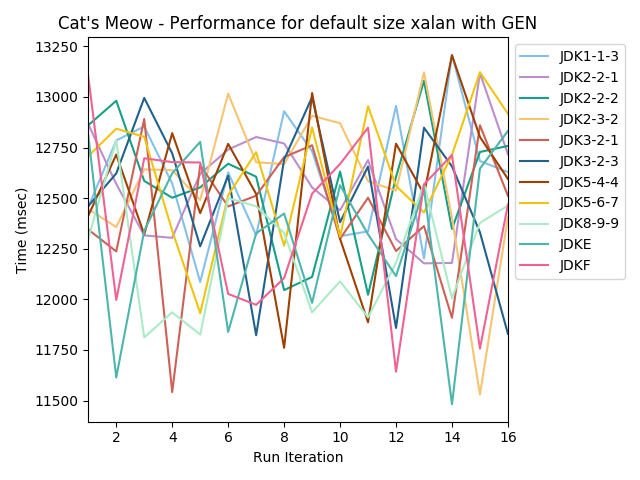 Cat's Meow - Performance for default size xalan with GEN
Time (msec)
13250
13000
12750
12500
12250
12000
11750
11500
2 4 6 8 10 12 14 16
Run Iteration
JDK1-1-3
JDK2-2-1
JDK2-2-2
JDK2-3-2
JDK3-2-1
JDK3-2-3
JDK5-4-4
JDK5-6-7
JDK8-9-9
JDKE
JDKF